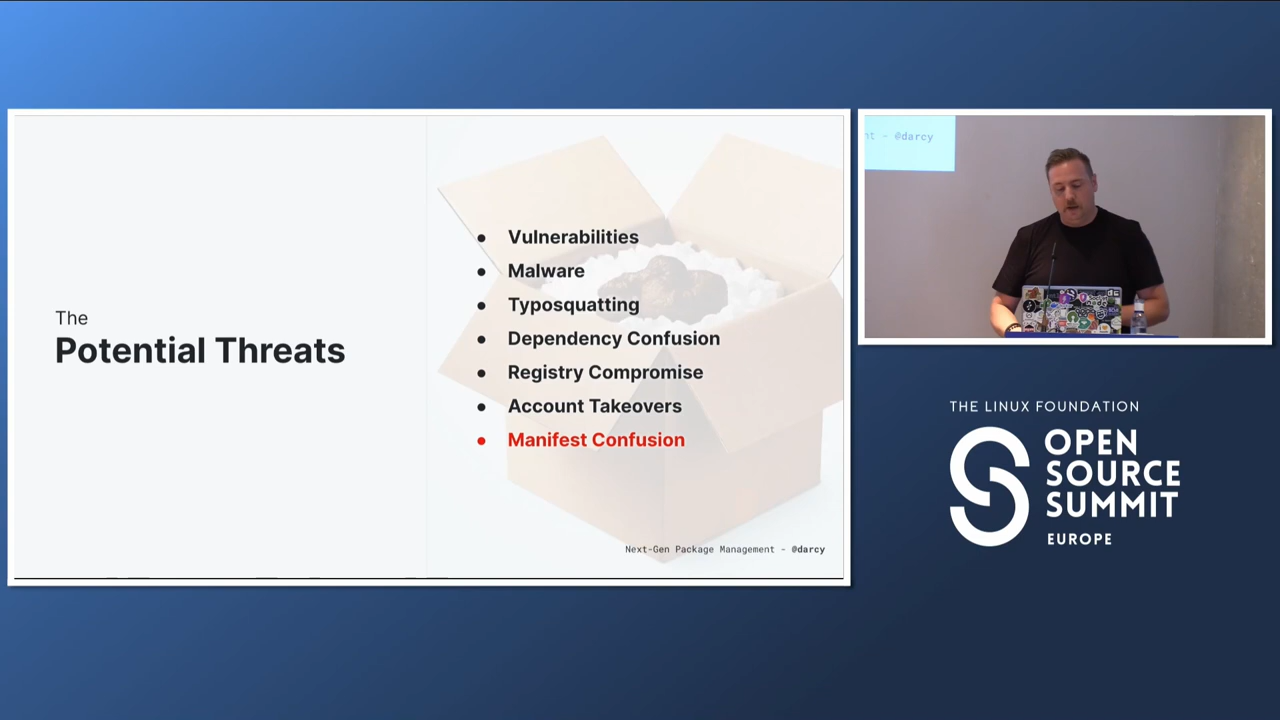 The
Potential Threats
● Vulnerabilities
● Malware
● Typosquatting
● Dependency Confusion
● Registry Compromise
● Account Takeovers
● Manifest Confusion
Next-Gen Package Management - @darcy
nt - @darcy
THE LINUX FOUNDATION
OPEN
SOURCE
SUMMIT
EUROPE